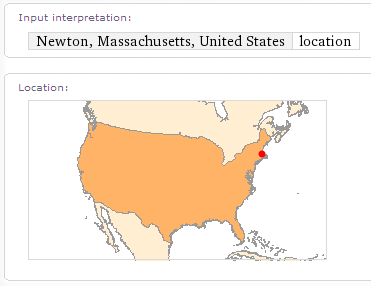 Input interpretation:
Newton, Massachusetts, United States location
Location: